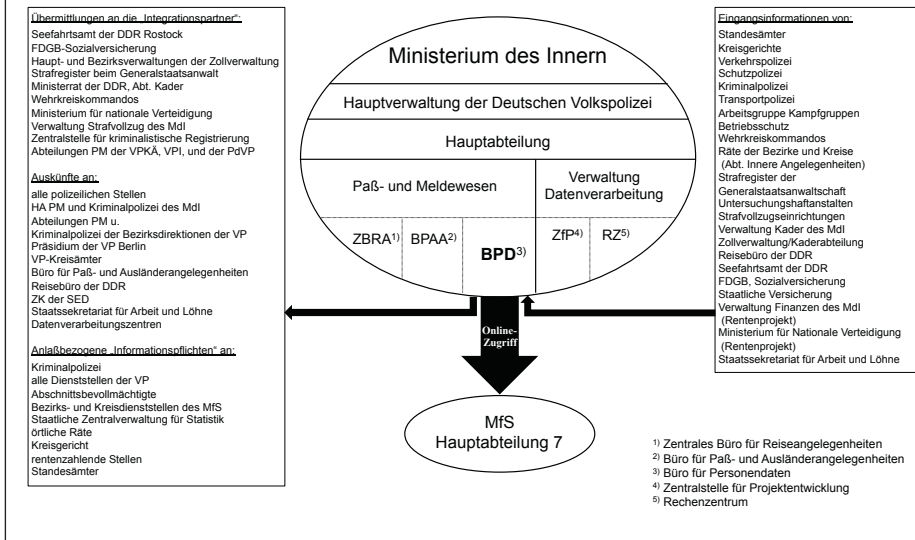 Übermittlungen an die „Integrationspartner“:
Seefahrtsamt der DDR Rostock
FDGB-Sozialversicherung
Haupt- und Bezirksverwaltungen der Zollverwaltung
Strafregister beim Generalstaatsanwalt
Ministerrat der DDR, Abt. Kader
Wehrkreiskommandos
Ministerium für nationale Verteidigung
Verwaltung Strafvollzug des MdI
Zentralstelle für kriminalistische Registrierung
Abteilungen PM der VPKÄ, VPI, und der PdVP
Auskünfte an:
alle polizeilichen Stellen
HA PM und Kriminalpolizei des MdI
Abteilungen PM u.
Kriminalpolizei der Bezirksdirektionen der VP
Präsidium der VP Berlin
VP-Kreisämter
Büro für Paß- und Ausländerangelegenheiten
Reisebüro der DDR
ZK der SED
Staatssekretariat für Arbeit und Löhne
Datenverarbeitungszentren
Anlaßbezogene „Informationspflichten“ an:
Kriminalpolizei
alle Dienststellen der VP
Abschnittsbevollmächtigte
Bezirks- und Kreisdienststellen des MfS
Staatliche Zentralverwaltung für Statistik
örtliche Räte
Kreisgericht
rentenzahlende Stellen
Standesämter
Ministerium des Innern
Hauptverwaltung der Deutschen Volkspolizei
Hauptabteilung
Paß- und Meldewesen
Verwaltung
Datenverarbeitung
ZBRA1)
BPAA2)
BPD3)
ZfP4)
RZ5)
Online-
Zugriff
MfS
Hauptabteilung 7
Eingangsinformationen von:
Standesämter
Kreisgerichte
Verkehrspolizei
Schutzpolizei
Kriminalpolizei
Transportpolizei
Arbeitsgruppe Kampfgruppen
Betriebsschutz
Wehrkreiskommandos
Räte der Bezirke und Kreise
(Abt. Innere Angelegenheiten)
Strafregister der
Generalstaatsanwaltschaft
Untersuchungshaftanstalten
Strafvollzugseinrichtungen
Verwaltung Kader des MdI
Zollverwaltung/Kaderabteilung
Reisebüro der DDR
Seefahrtsamt der DDR
FDGB, Sozialversicherung
Staatliche Versicherung
Verwaltung Finanzen des MdI
(Rentenprojekt)
Ministerium für Nationale Verteidigung
(Rentenprojekt)
Staatssekretariat für Arbeit und Löhne
1) Zentrales Büro für Reiseangelegenheiten
2) Büro für Paß- und Ausländerangelegenheiten
3) Büro für Personendaten
4) Zentralstelle für Projektentwicklung
5) Rechenzentrum